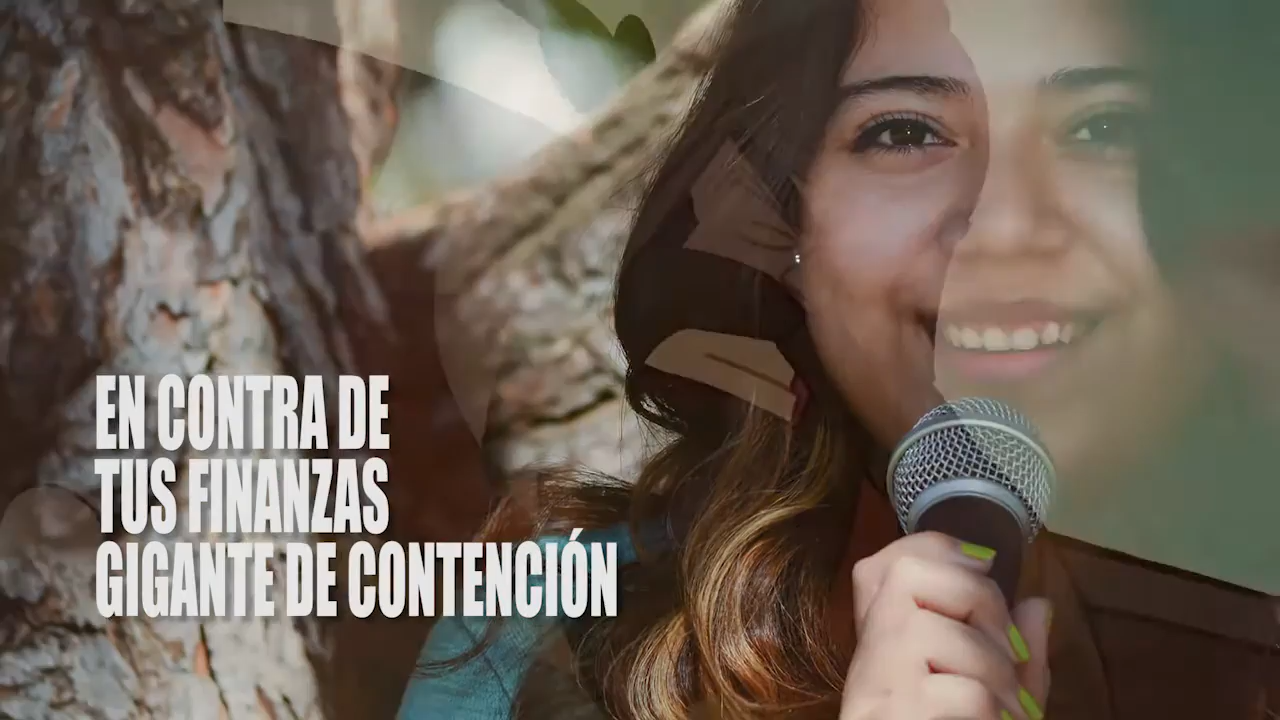 EN CONTRA DE
TUS FINANZAS
GIGANTE DE CONTENCIÓN